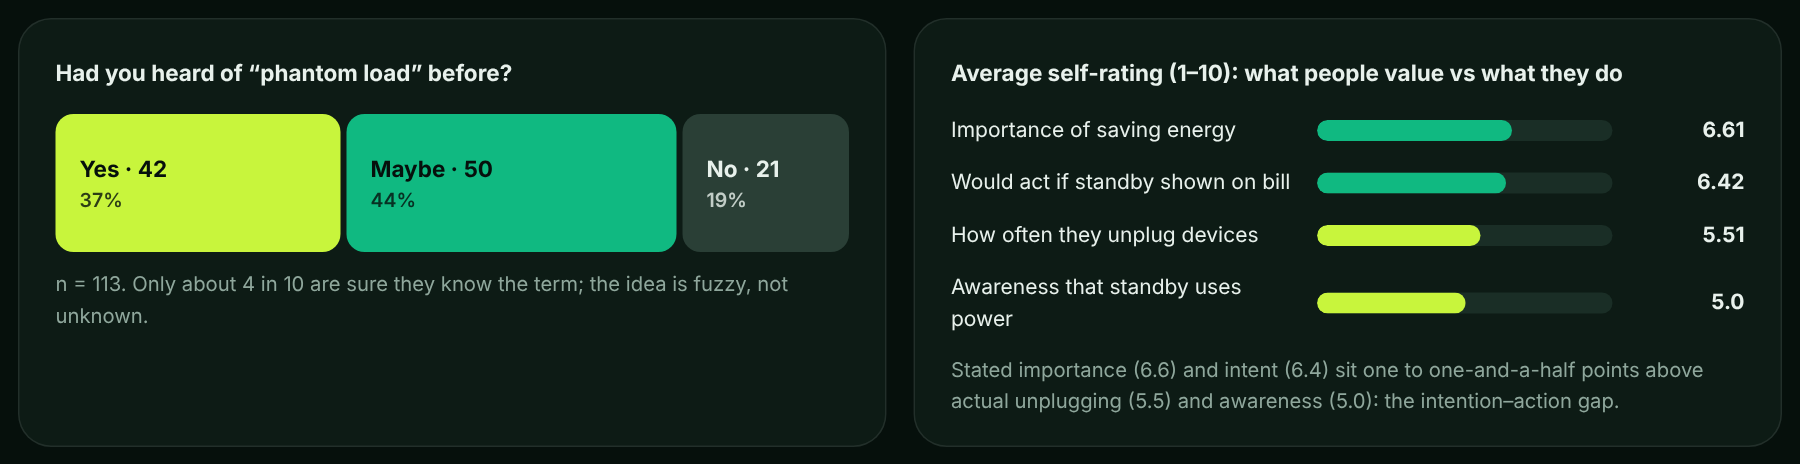 Had you heard of “phantom load” before?
Yes · 42
37%
Maybe · 50
44%
No · 21
19%
n = 113. Only about 4 in 10 are sure they know the term; the idea is fuzzy, not
unknown.
Average self-rating (1–10): what people value vs what they do
Importance of saving energy 6.61
Would act if standby shown on bill 6.42
How often they unplug devices 5.51
Awareness that standby uses
power 5.0
Stated importance (6.6) and intent (6.4) sit one to one-and-a-half points above
actual unplugging (5.5) and awareness (5.0): the intention–action gap.